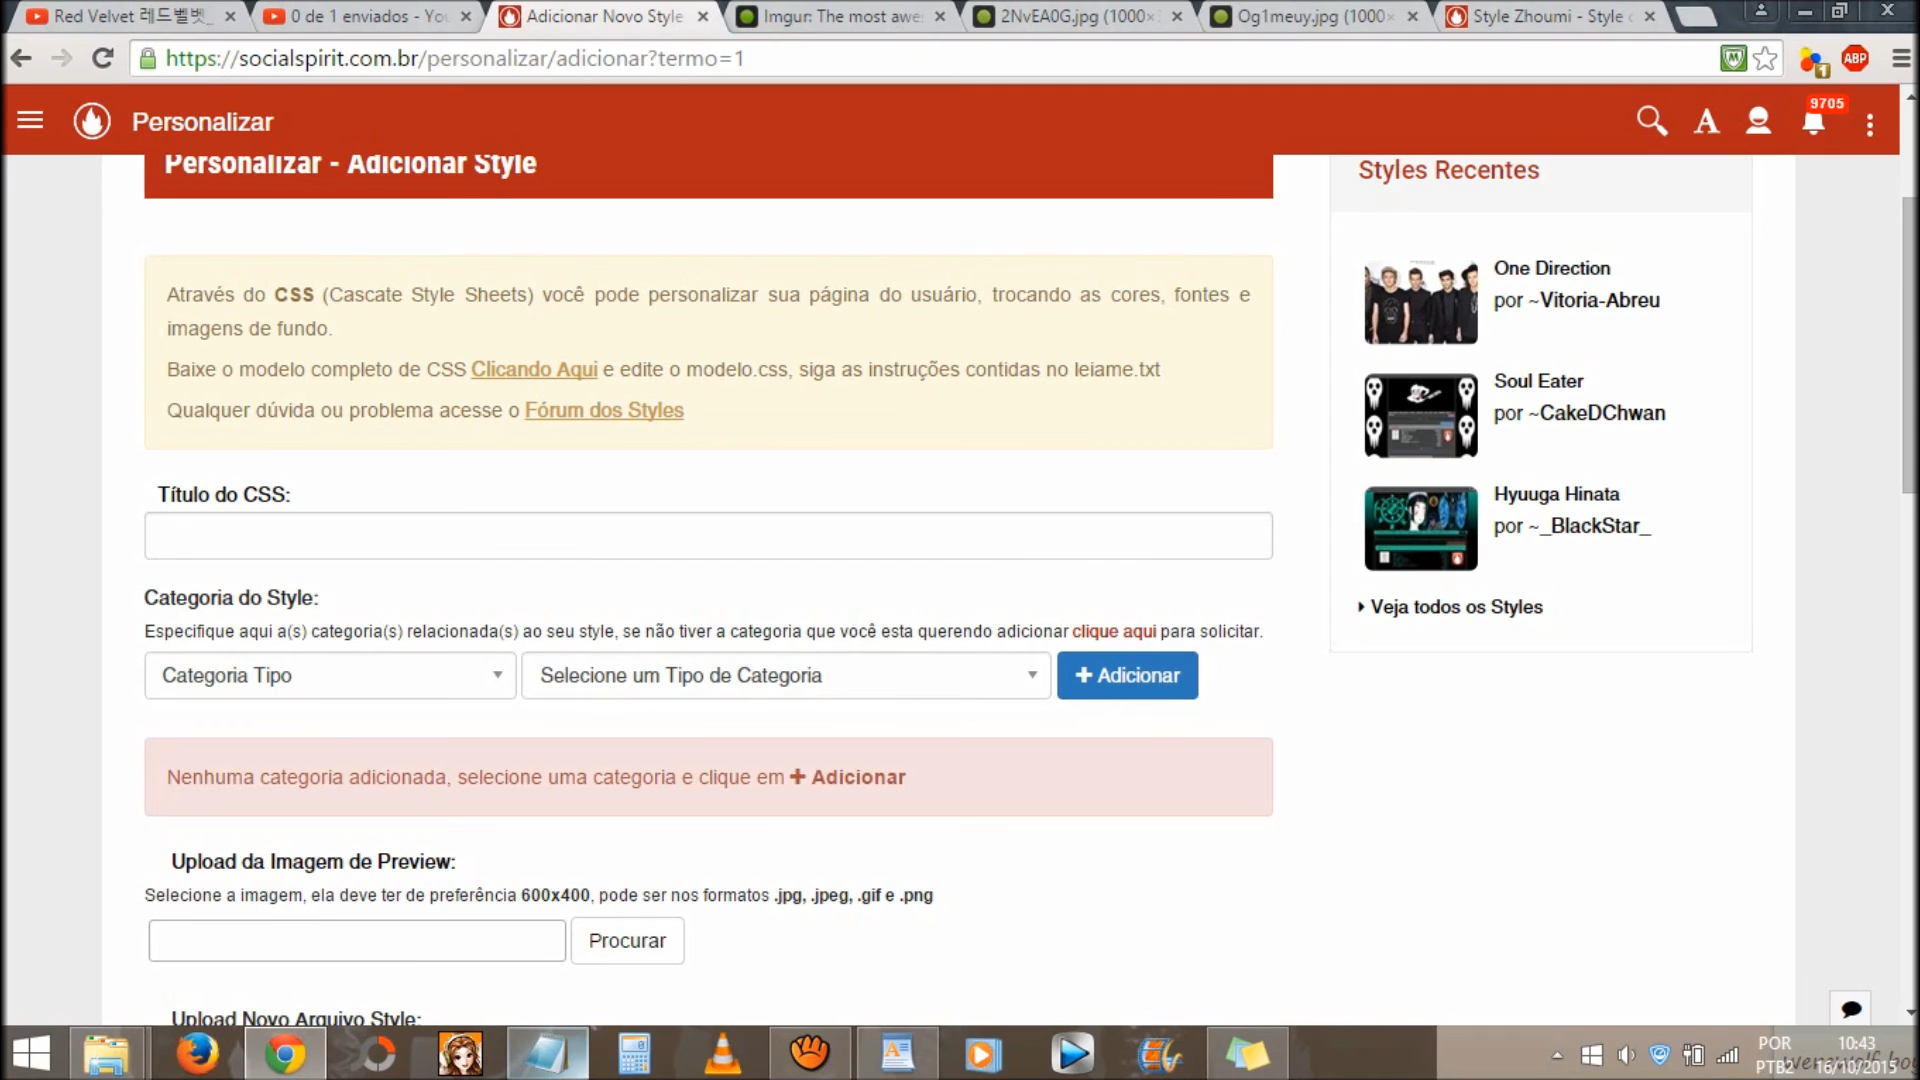 Red Velvet 레드벨벳_
0 de 1 enviados - You
Adicionar Novo Style
Imgur: The most awe
2NvEA0G.jpg (1000×
Og1meuy.jpg (1000×
Style Zhoumi - Style
https://socialspirit.com.br/personalizar/adicionar?termo=1
1
ABP
Personalizar
9705
Personalizar - Adicionar Style
Através do CSS (Cascate Style Sheets) você pode personalizar sua página do usuário, trocando as cores, fontes e
imagens de fundo.
Baixe o modelo completo de CSS Clicando Aqui e edite o modelo.css, siga as instruções contidas no leiame.txt
Qualquer dúvida ou problema acesse o Fórum dos Styles
Título do CSS:
Categoria do Style:
Especifique aqui a(s) categoria(s) relacionada(s) ao seu style, se não tiver a categoria que você esta querendo adicionar clique aqui para solicitar.
Categoria Tipo
Selecione um Tipo de Categoria
+ Adicionar
Nenhuma categoria adicionada, selecione uma categoria e clique em + Adicionar
Upload da Imagem de Preview:
Selecione a imagem, ela deve ter de preferência 600x400, pode ser nos formatos .jpg, .jpeg, .gif e .png
Procurar
Upload Novo Arquivo Style:
Styles Recentes
One Direction
por ~Vitoria-Abreu
Soul Eater
por ~CakeDChwan
Hyuuga Hinata
por ~_BlackStar_
Veja todos os Styles
POR
PTB2
10:43
16/10/2015